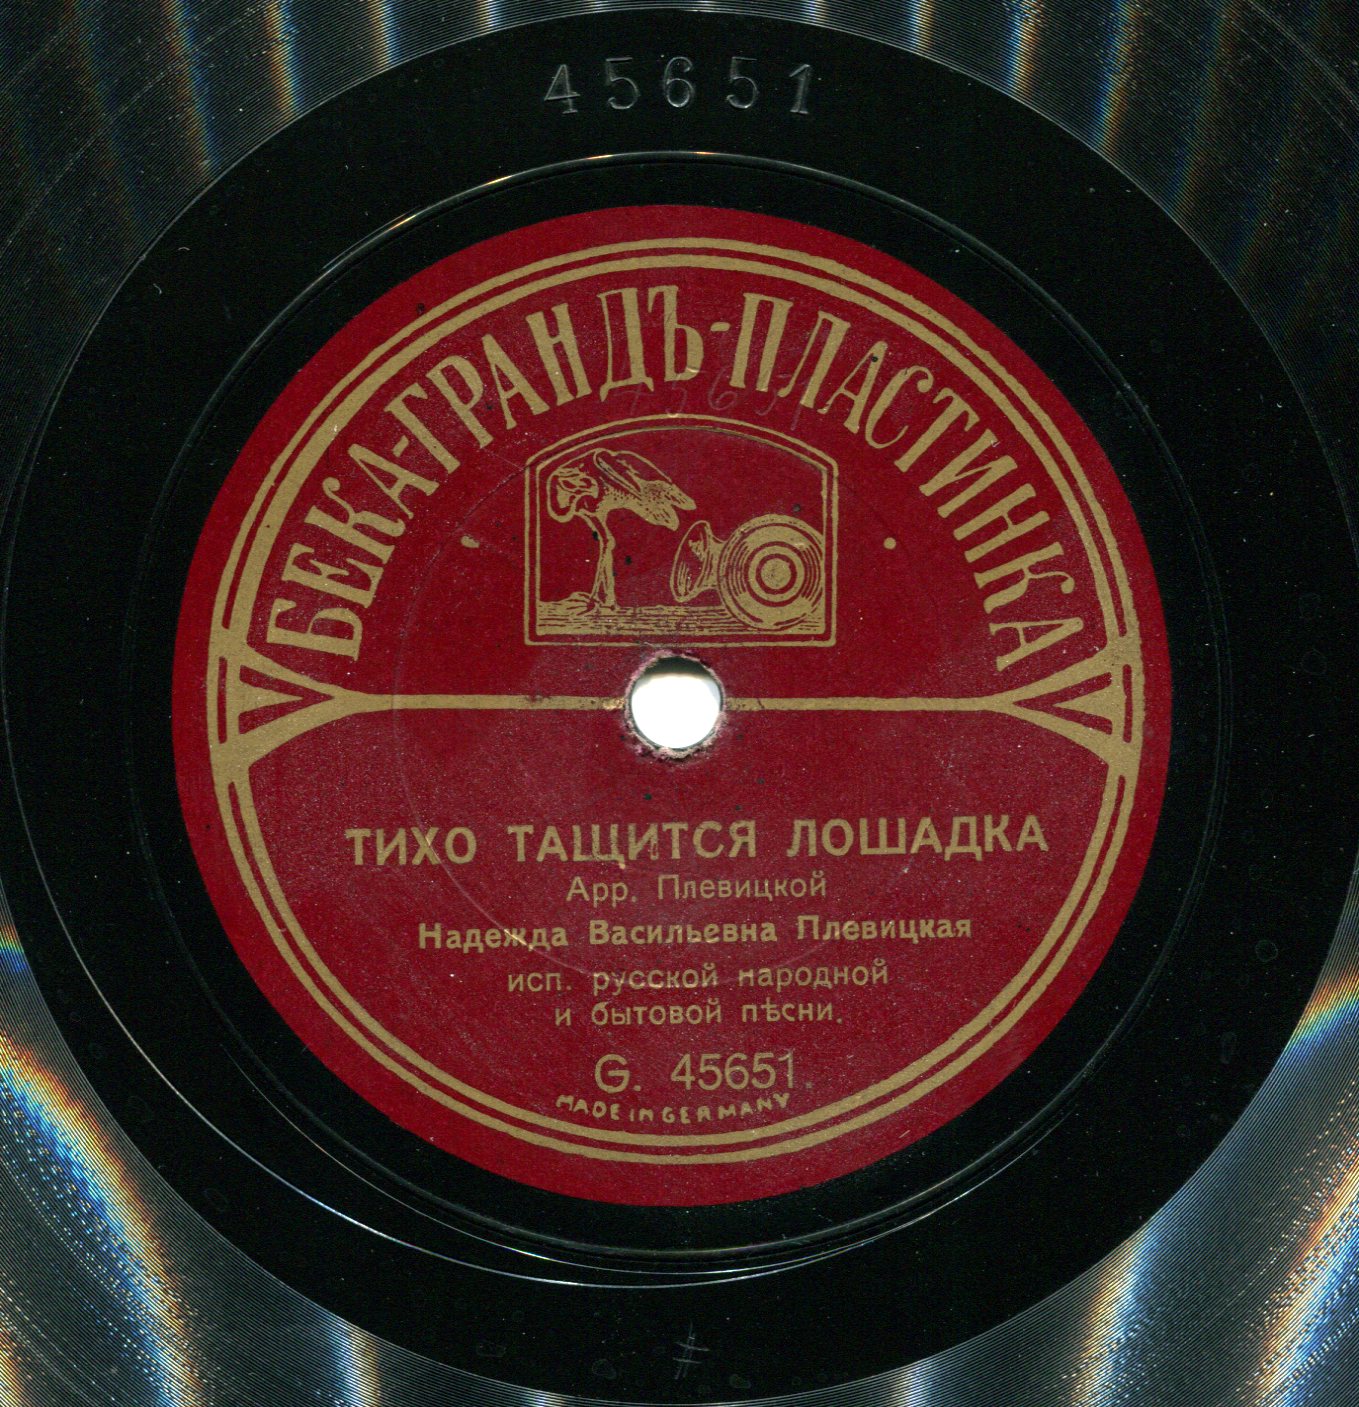 45651
БЕКА-ГРАНДЪ-ПЛАСТИНКА
ТИХО ТАЩИТСЯ ЛОШАДКА
Арр. Плевицкой
Надежда Васильевна Плевицкая
исп. русской народной
и бытовой пѣсни.
G. 45651.
MADE IN GERMANY